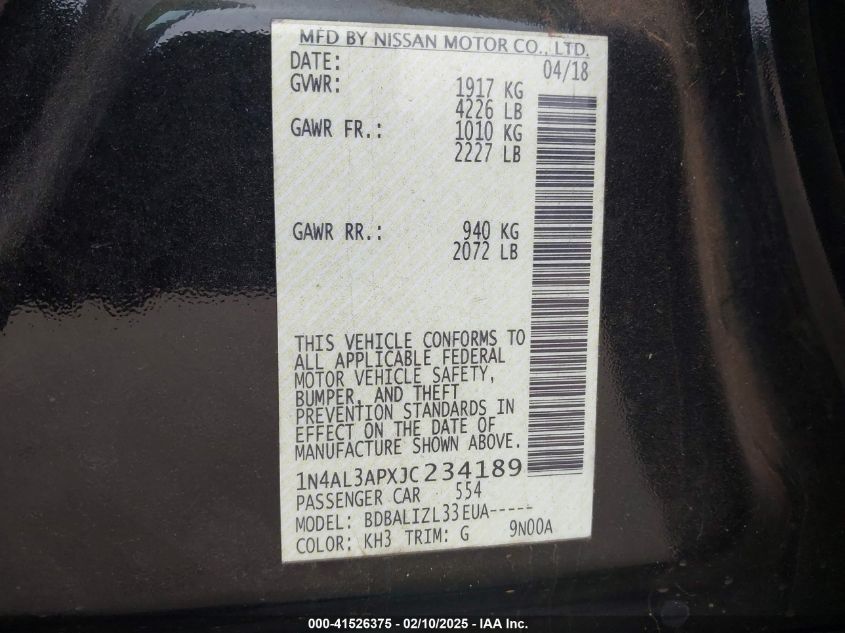 MFD BY NISSAN MOTOR CO., LTD.
DATE: 04/18
GVWR: 1917 KG
4226 LB
GAWR FR.: 1010 KG
2227 LB
GAWR RR.: 940 KG
2072 LB
THIS VEHICLE CONFORMS TO
ALL APPLICABLE FEDERAL
MOTOR VEHICLE SAFETY,
BUMPER, AND THEFT
PREVENTION STANDARDS IN
EFFECT ON THE DATE OF
MANUFACTURE SHOWN ABOVE.
1N4AL3APXJC234189
PASSENGER CAR 554
MODEL: BDBALIZL33EUA-----
COLOR: KH3 TRIM: G 9N00A
000-41526375 - 02/10/2025 - IAA Inc.